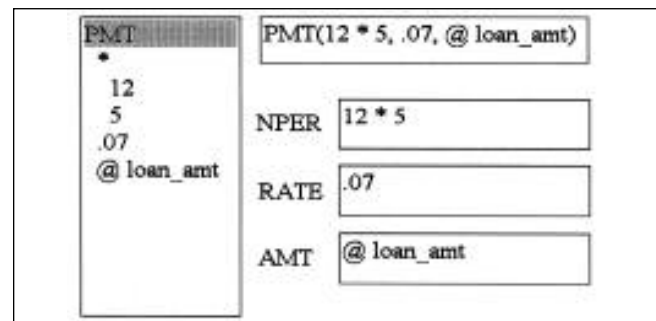 PMT
*
12
5
.07
@ loan_amt
PMT(12 * 5, .07, @ loan_amt)
NPER 12 * 5
RATE .07
AMT @ loan_amt